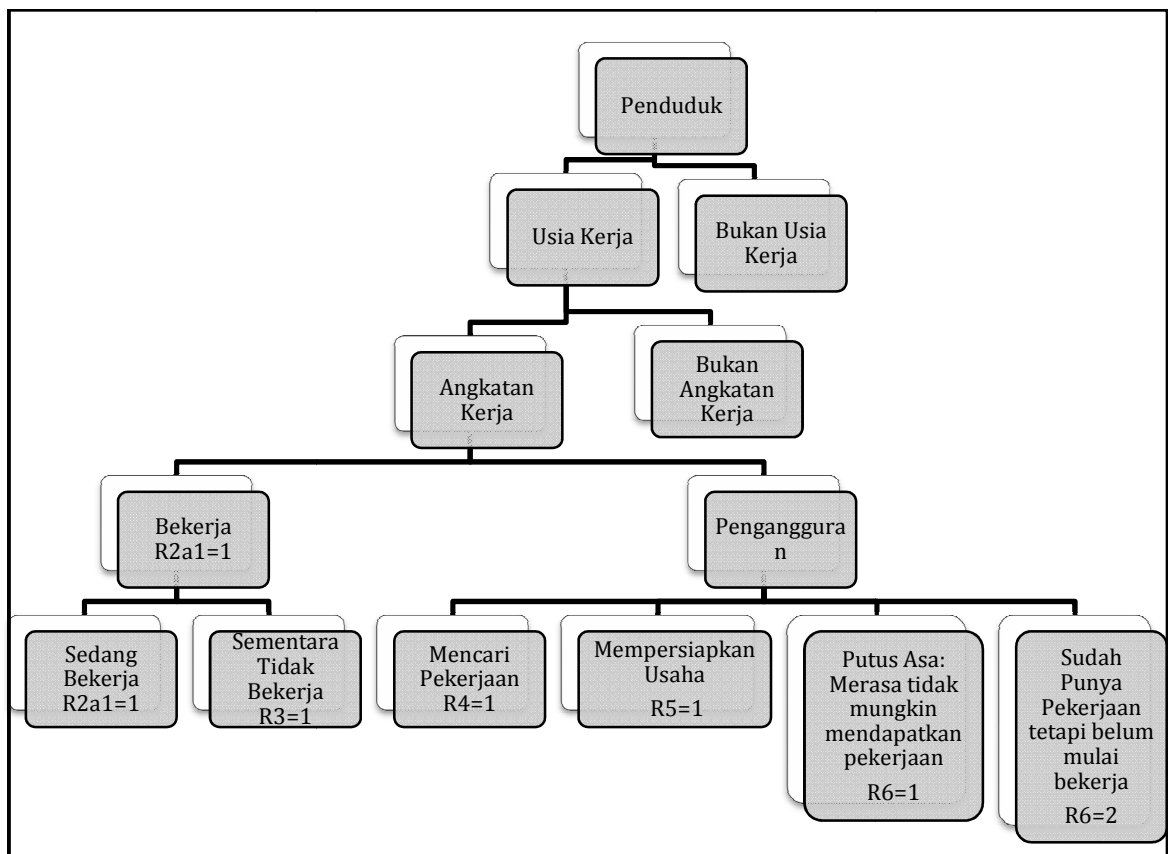 Penduduk
Usia Kerja
Bukan Usia
Kerja
Angkatan
Kerja
Bukan
Angkatan
Kerja
Bekerja
R2a1=1
Penganggura
n
Sedang
Bekerja
R2a1=1
Sementara
Tidak
Bekerja
R3=1
Mencari
Pekerjaan
R4=1
Mempersiapkan
Usaha
R5=1
Putus Asa:
Merasa tidak
mungkin
mendapatkan
pekerjaan
R6=1
Sudah
Punya
Pekerjaan
tetapi belum
mulai
bekerja
R6=2